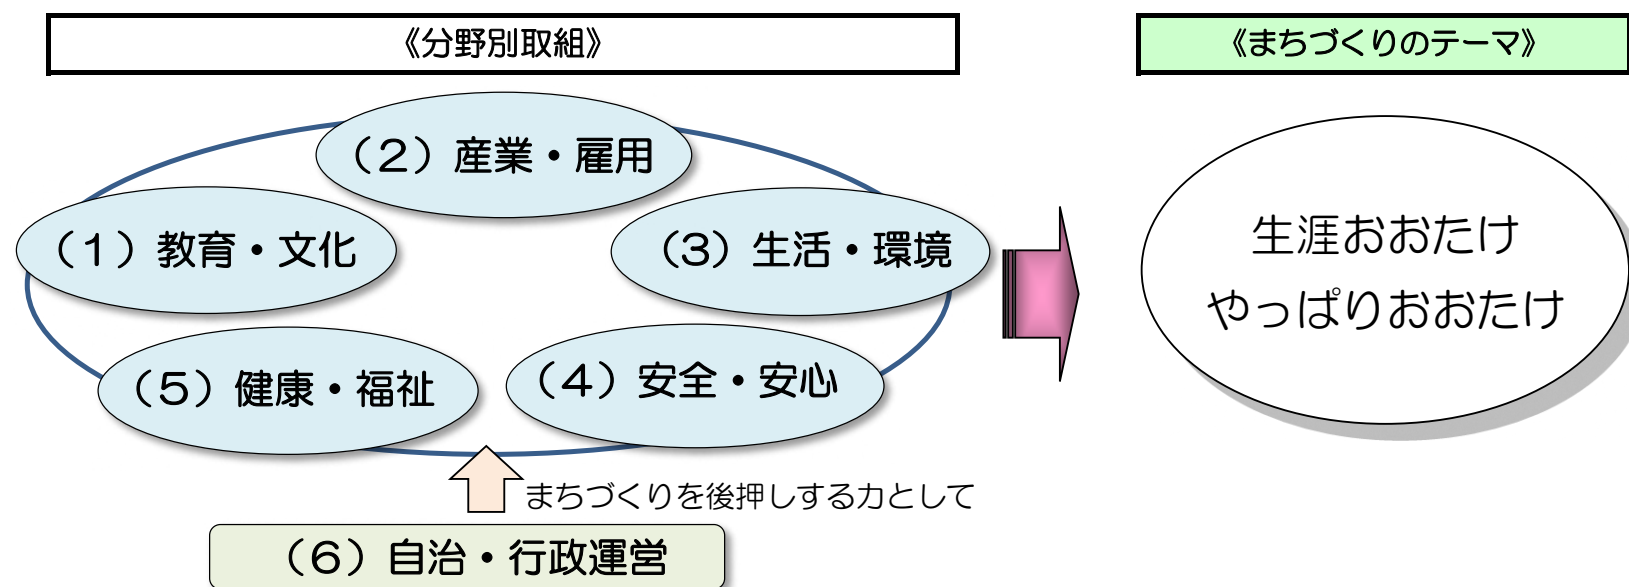 《分野別取組》
《まちづくりのテーマ》
（２）産業・雇用
（１）教育・文化
（３）生活・環境
（５）健康・福祉
（４）安全・安心
まちづくりを後押しする力として
（６）自治・行政運営
生涯おおたけ
やっぱりおおたけ